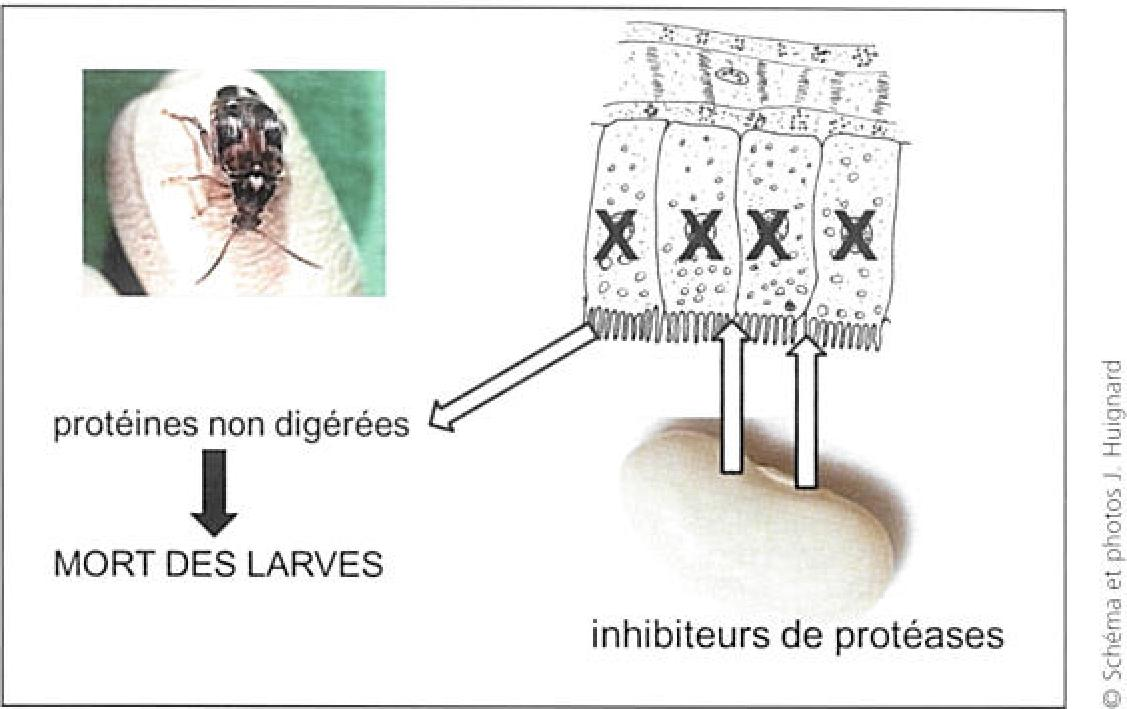 protéines non digérées
MORT DES LARVES
X X X X
inhibiteurs de protéases
© Schéma et photos J. Huignard